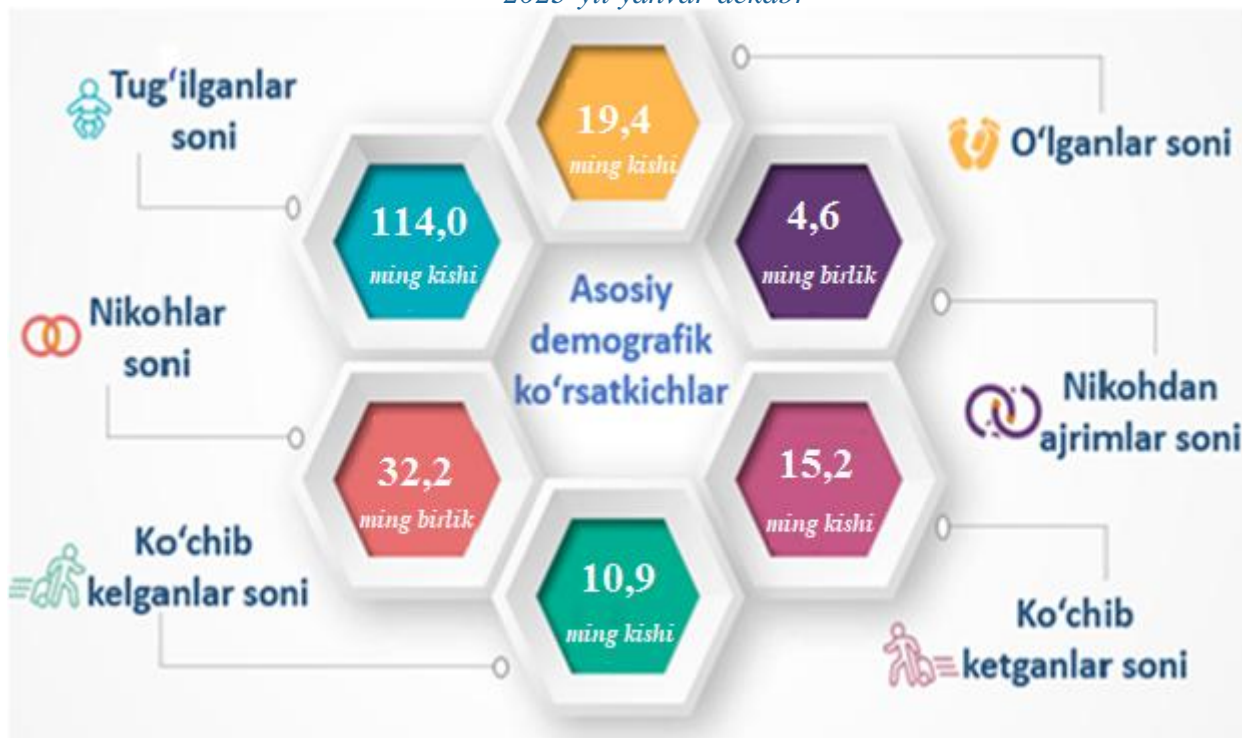 Tug‘ilganlar
soni
19,4
ming kishi
O‘lganlar soni
114,0
ming kishi
4,6
ming birlik
Nikohlar
soni
Asosiy
demografik
ko‘rsatkichlar
Nikohdan
ajrimlar soni
32,2
ming birlik
15,2
ming kishi
Ko‘chib
kelganlar soni
10,9
ming kishi
Ko‘chib
ketganlar soni